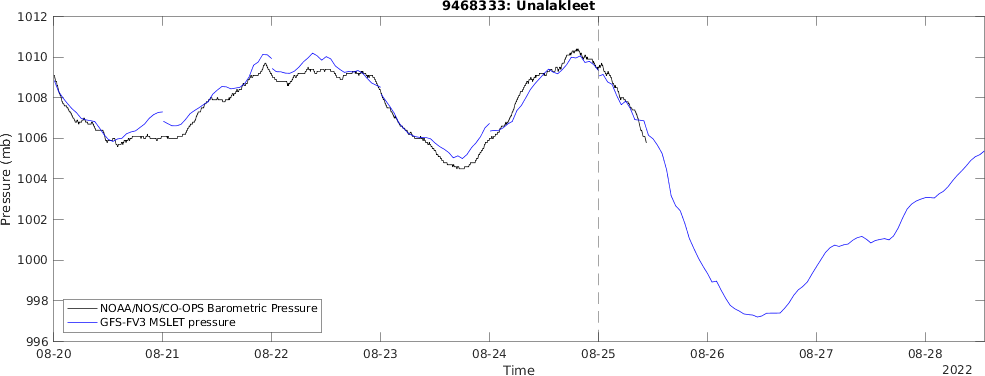 9468333: Unalakleet
1012
1010
1008
1006
1004
1002
1000
998
996
Pressure (mb)
NOAA/NOS/CO-OPS Barometric Pressure
GFS-FV3 MSLET pressure
08-20 08-21 08-22 08-23 08-24 08-25 08-26 08-27 08-28
Time
2022